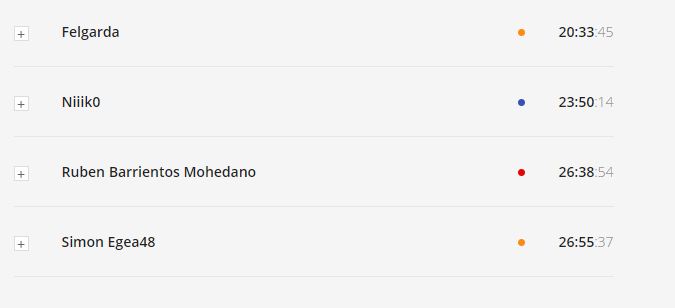 + Felgarda 20:33:45
+ Niiik0 23:50:14
+ Ruben Barrientos Mohedano 26:38:54
+ Simon Egea48 26:55:37